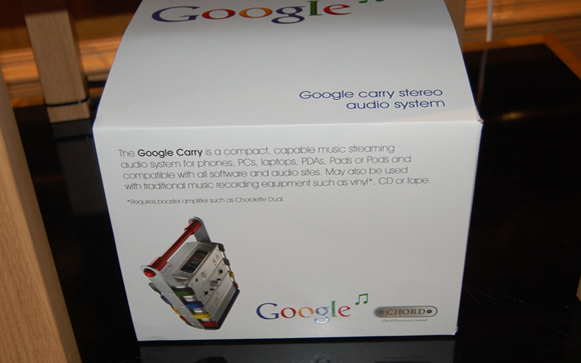 Google
Google carry stereo
audio system
The Google Carry is a compact, capable music streaming
audio system for phones, PCs, laptops, PDAs, Pads or Pods and
compatible with all software and audio sites. May also be used
with traditional music recording equipment such as vinyl*, CD or tape.
*Requires booster amplifier such as Chordette Dual.
Google
CHORD